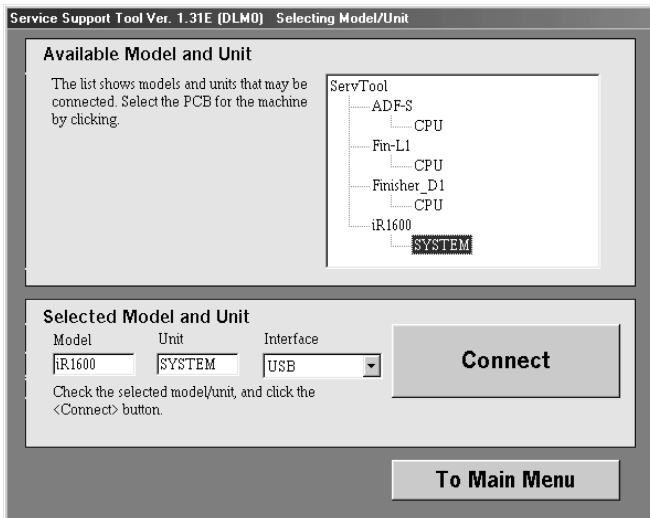 Service Support Tool Ver. 1.31E (DLM0) Selecting Model/Unit
Available Model and Unit
The list shows models and units that may be
connected. Select the PCB for the machine
by clicking.
ServTool
ADF-S
CPU
Fin-L1
CPU
Finisher_D1
CPU
iR1600
SYSTEM
Selected Model and Unit
Model Unit Interface
iR1600 SYSTEM USB
Check the selected model/unit, and click the
<Connect> button.
Connect
To Main Menu